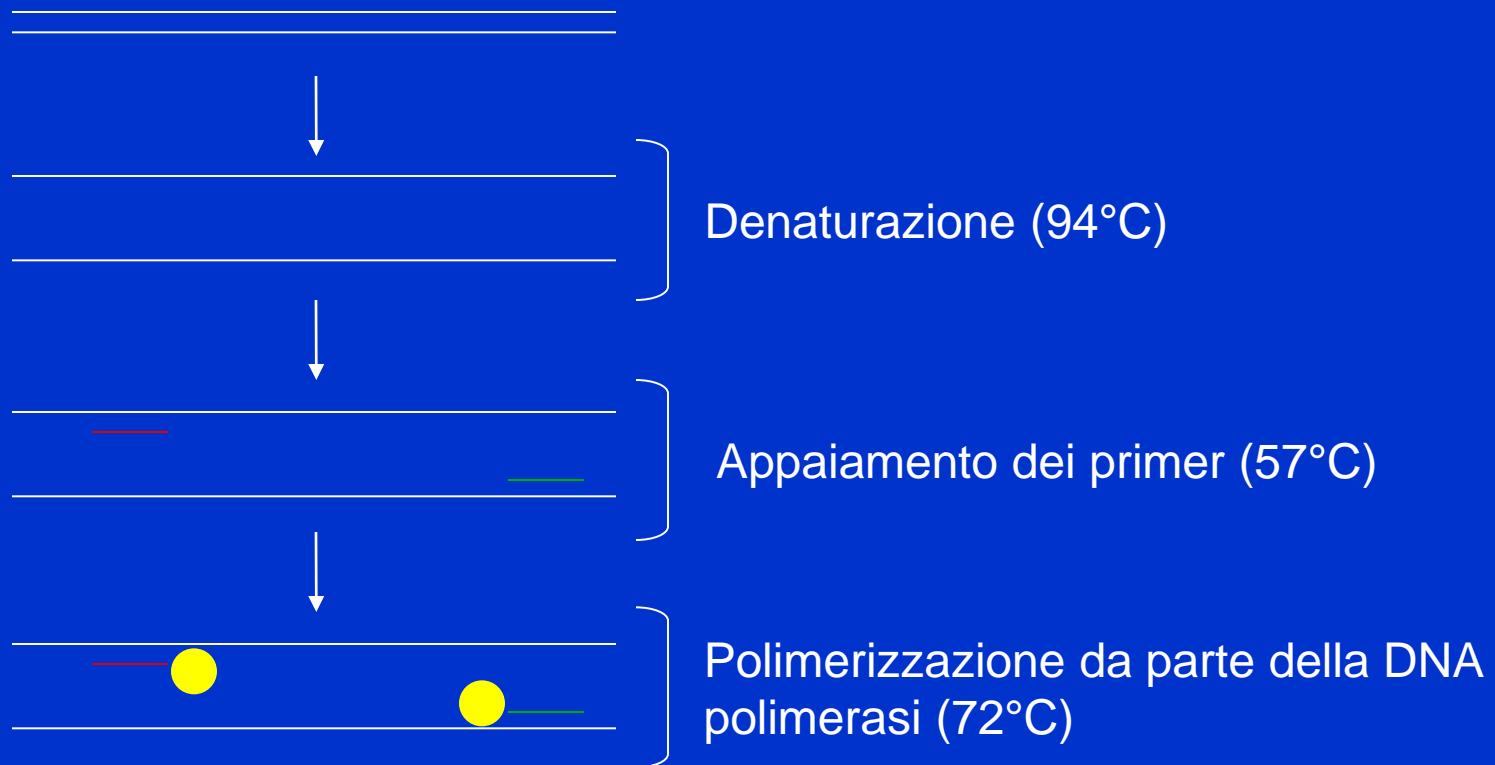 Denaturazione (94°C)
Appaiamento dei primer (57°C)
Polimerizzazione da parte della DNA
polimerasi (72°C)